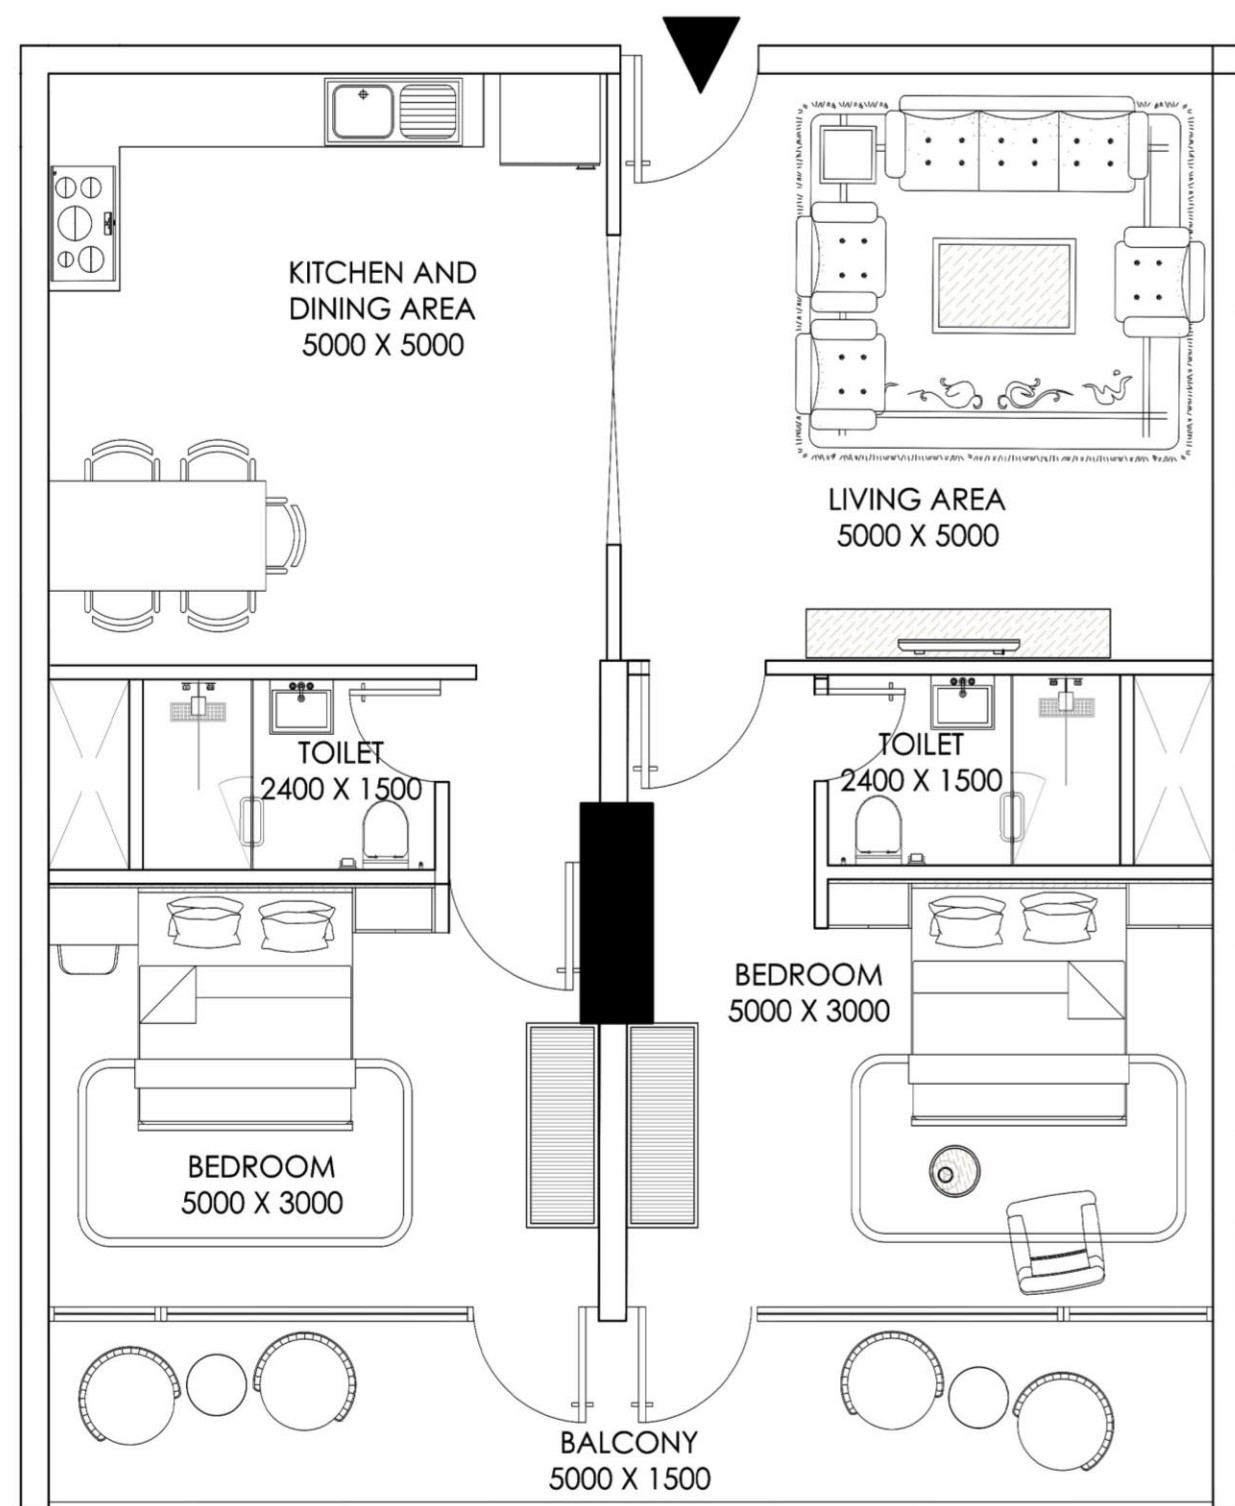 KITCHEN AND
DINING AREA
5000 X 5000
LIVING AREA
5000 X 5000
TOILET
2400 X 1500
TOILET
2400 X 1500
BEDROOM
5000 X 3000
BEDROOM
5000 X 3000
BALCONY
5000 X 1500